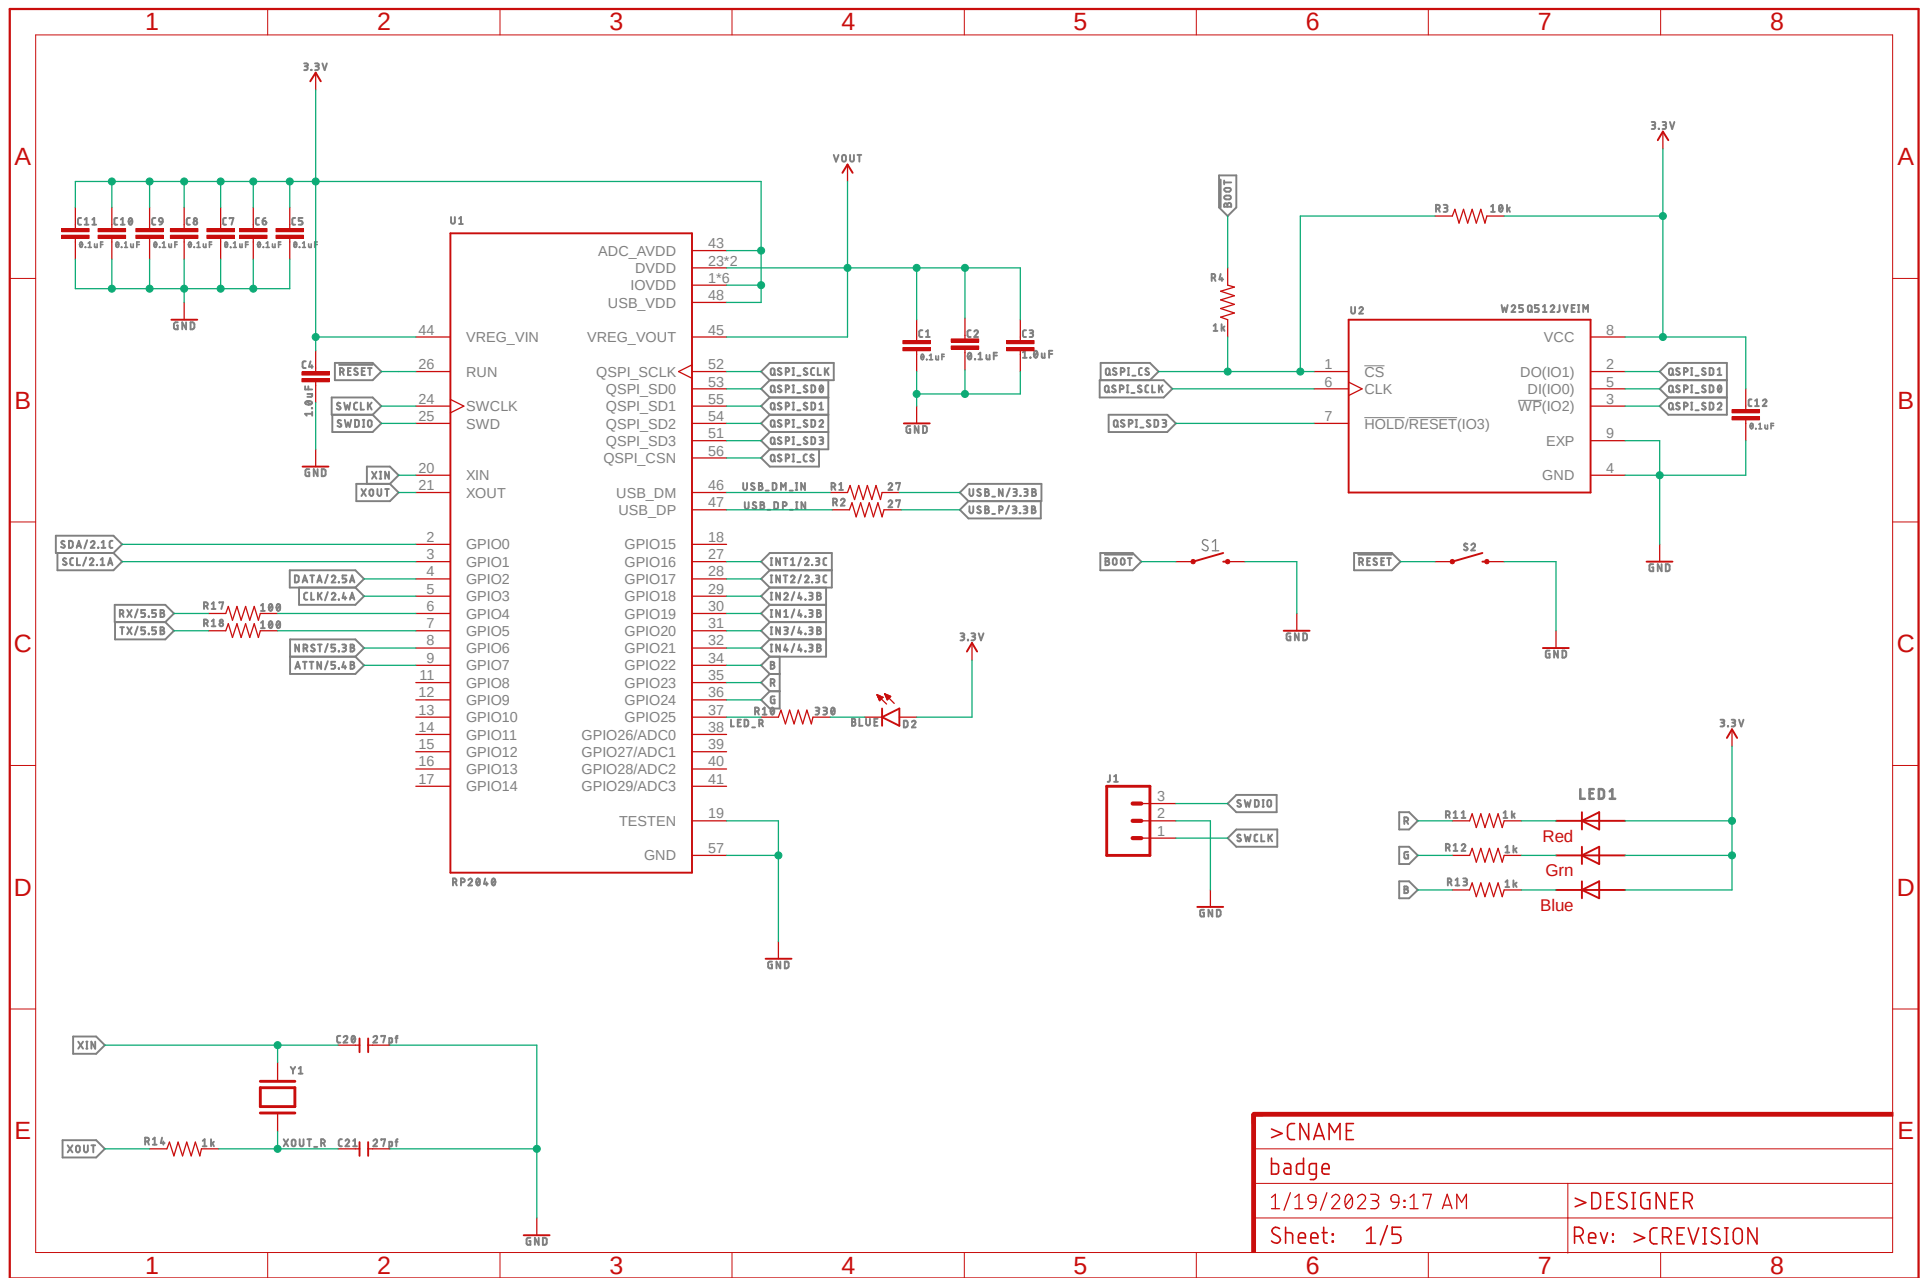 1 2 3 4 5 6 7 8
A A
B B
C C
D D
E E
1 2 3 4 5 6 7 8
3.3V
C11 C10 C9 C8 C7 C6 C5
0.1uF 0.1uF 0.1uF 0.1uF 0.1uF 0.1uF 0.1uF
GND
C4
1.0uF
GND
RESET
SWCLK
SWDIO
XIN
XOUT
SDA/2.1C
SCL/2.1A
DATA/2.5A
CLK/2.4A
RX/5.5B R17 100
TX/5.5B R18 100
NRST/5.3B
ATTN/5.4B
U1
44 VREG_VIN
26 RUN
24 SWCLK
25 SWD
20 XIN
21 XOUT
2 GPIO0
3 GPIO1
4 GPIO2
5 GPIO3
6 GPIO4
7 GPIO5
8 GPIO6
9 GPIO7
11 GPIO8
12 GPIO9
13 GPIO10
14 GPIO11
15 GPIO12
16 GPIO13
17 GPIO14
ADC_AVDD 43
DVDD 23*2
IOVDD 1*6
USB_VDD 48
VREG_VOUT 45
QSPI_SCLK 52 QSPI_SCLK
QSPI_SD0 53 QSPI_SD0
QSPI_SD1 55 QSPI_SD1
QSPI_SD2 54 QSPI_SD2
QSPI_SD3 51 QSPI_SD3
QSPI_CSN 56 QSPI_CS
USB_DM 46 USB_DM_IN R1 27 USB_N/3.3B
USB_DP 47 USB_DP_IN R2 27 USB_P/3.3B
GPIO15 18
GPIO16 27 INT1/2.3C
GPIO17 28 INT2/2.3C
GPIO18 29 IN2/4.3B
GPIO19 30 IN1/4.3B
GPIO20 31 IN3/4.3B
GPIO21 32 IN4/4.3B
GPIO22 34 B
GPIO23 35 R
GPIO24 36 G
GPIO25 37 LED_R R10 330 BLUE D2
3.3V
GPIO26/ADC0 38
GPIO27/ADC1 39
GPIO28/ADC2 40
GPIO29/ADC3 41
TESTEN 19
GND 57
RP2040
GND
VOUT
C1 C2 C3
0.1uF 0.1uF 1.0uF
GND
BOOT
R4
1k
R3 10k
3.3V
U2 W25Q512JVEIM
QSPI_CS 1 CS
QSPI_SCLK 6 CLK
QSPI_SD3 7 HOLD/RESET(IO3)
VCC 8
DO(IO1) 2 QSPI_SD1
DI(IO0) 5 QSPI_SD0
WP(IO2) 3 QSPI_SD2
EXP 9
GND 4
C12
0.1uF
GND
BOOT S1
GND
RESET S2
GND
J1
3 SWDIO
2
1 SWCLK
GND
3.3V
LED1
R R11 1k Red
G R12 1k Grn
B R13 1k Blue
XIN C20 27pf
Y1
XOUT R14 1k XOUT_R C21 27pf
GND
>CNAME
badge
1/19/2023 9:17 AM >DESIGNER
Sheet: 1/5 Rev: >CREVISION